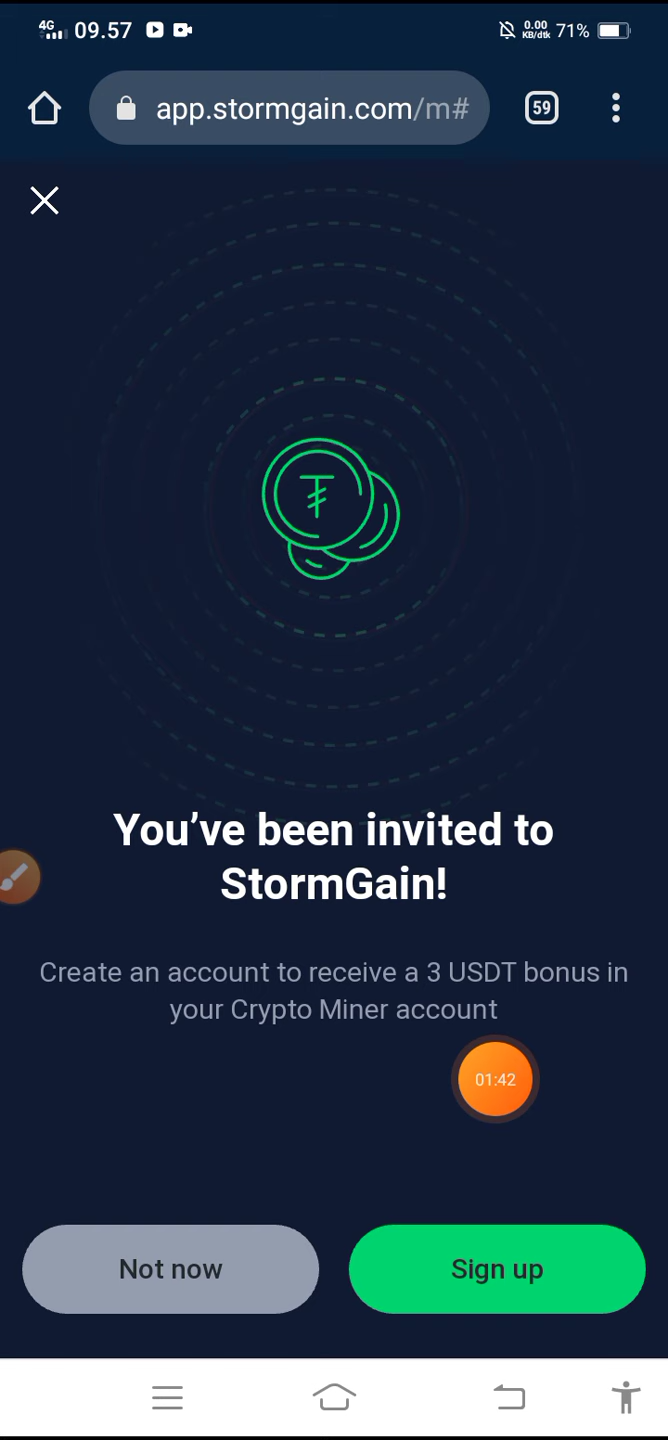 4G 09.57 0.00 KB/dtk 71%
app.stormgain.com/m# 59
You’ve been invited to
StormGain!
Create an account to receive a 3 USDT bonus in
your Crypto Miner account
01:42
Not now Sign up